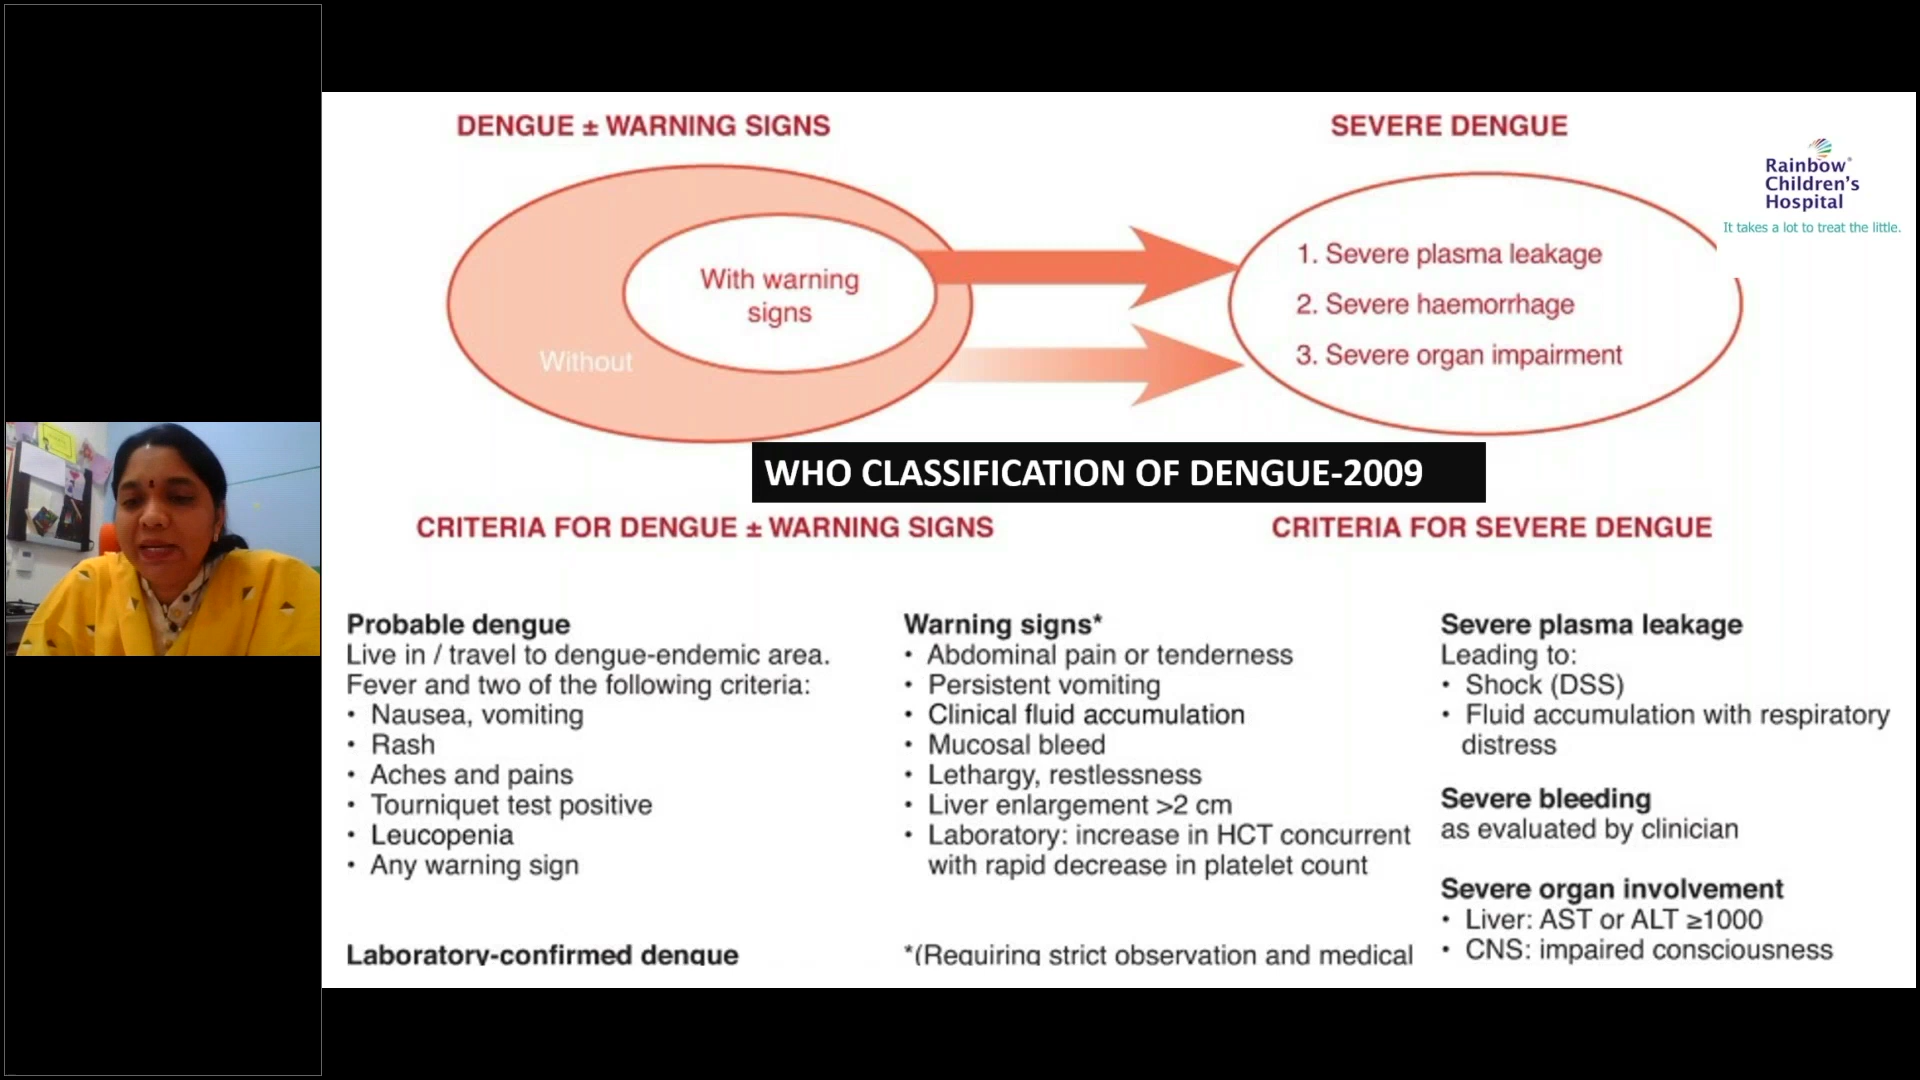 DENGUE ± WARNING SIGNS
SEVERE DENGUE
Rainbow®
Children's
Hospital
It takes a lot to treat the little.
With warning
signs
Without
1. Severe plasma leakage
2. Severe haemorrhage
3. Severe organ impairment
WHO CLASSIFICATION OF DENGUE-2009
CRITERIA FOR DENGUE ± WARNING SIGNS
CRITERIA FOR SEVERE DENGUE
Probable dengue
Live in / travel to dengue-endemic area.
Fever and two of the following criteria:
• Nausea, vomiting
• Rash
• Aches and pains
• Tourniquet test positive
• Leucopenia
• Any warning sign
Laboratory-confirmed dengue
Warning signs*
• Abdominal pain or tenderness
• Persistent vomiting
• Clinical fluid accumulation
• Mucosal bleed
• Lethargy, restlessness
• Liver enlargement >2 cm
• Laboratory: increase in HCT concurrent
with rapid decrease in platelet count
*(Requiring strict observation and medical
Severe plasma leakage
Leading to:
• Shock (DSS)
• Fluid accumulation with respiratory
distress
Severe bleeding
as evaluated by clinician
Severe organ involvement
• Liver: AST or ALT ≥1000
• CNS: impaired consciousness